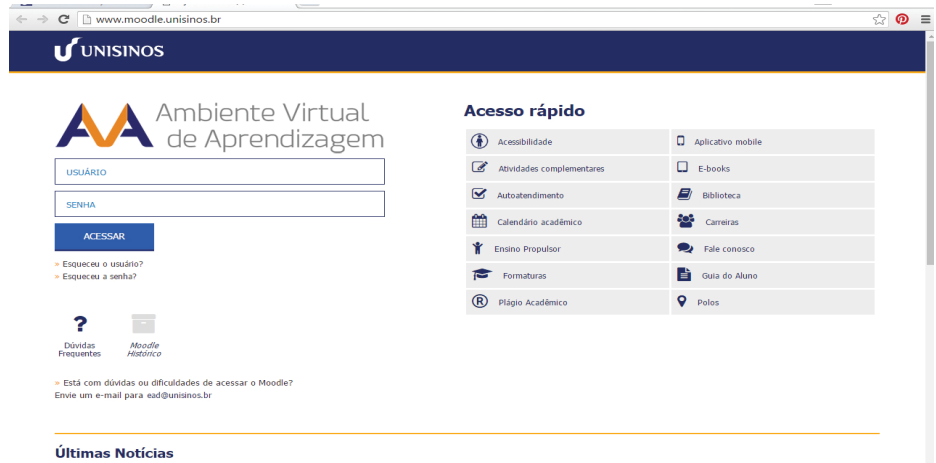 www.moodle.unisinos.br
UNISINOS
Ambiente Virtual
de Aprendizagem
USUÁRIO
SENHA
ACESSAR
» Esqueceu o usuário?
» Esqueceu a senha?
?
Dúvidas
Frequentes
Moodle
Histórico
» Está com dúvidas ou dificuldades de acessar o Moodle?
Envie um e-mail para ead@unisinos.br
Acesso rápido
Acessibilidade
Aplicativo mobile
Atividades complementares
E-books
Autoatendimento
Biblioteca
Calendário acadêmico
Carreiras
Ensino Propulsor
Fale conosco
Formaturas
Guia do Aluno
® Plágio Acadêmico
Polos
Últimas Notícias